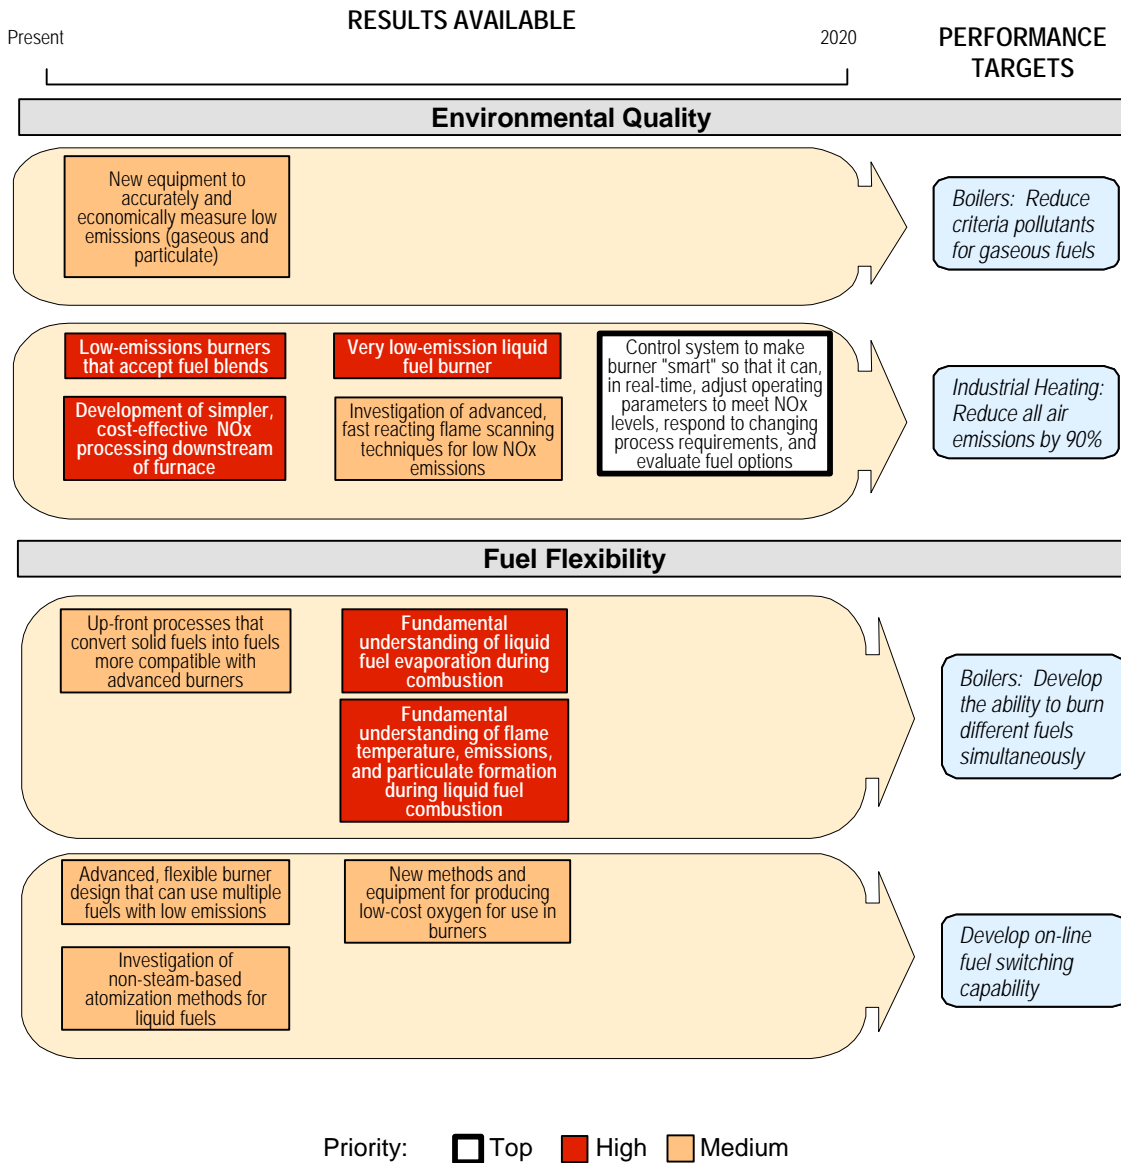 RESULTS AVAILABLE
Present
2020
PERFORMANCE
TARGETS
Environmental Quality
New equipment to
accurately and
economically measure low
emissions (gaseous and
particulate)
Boilers: Reduce
criteria pollutants
for gaseous fuels
Low-emissions burners
that accept fuel blends
Very low-emission liquid
fuel burner
Control system to make
burner "smart" so that it can,
in real-time, adjust operating
parameters to meet NOx
levels, respond to changing
process requirements, and
evaluate fuel options
Development of simpler,
cost-effective NOx
processing downstream
of furnace
Investigation of advanced,
fast reacting flame scanning
techniques for low NOx
emissions
Industrial Heating:
Reduce all air
emissions by 90%
Fuel Flexibility
Up-front processes that
convert solid fuels into fuels
more compatible with
advanced burners
Fundamental
understanding of liquid
fuel evaporation during
combustion
Fundamental
understanding of flame
temperature, emissions,
and particulate formation
during liquid fuel
combustion
Boilers: Develop
the ability to burn
different fuels
simultaneously
Advanced, flexible burner
design that can use multiple
fuels with low emissions
New methods and
equipment for producing
low-cost oxygen for use in
burners
Investigation of
non-steam-based
atomization methods for
liquid fuels
Develop on-line
fuel switching
capability
Priority: Top High Medium